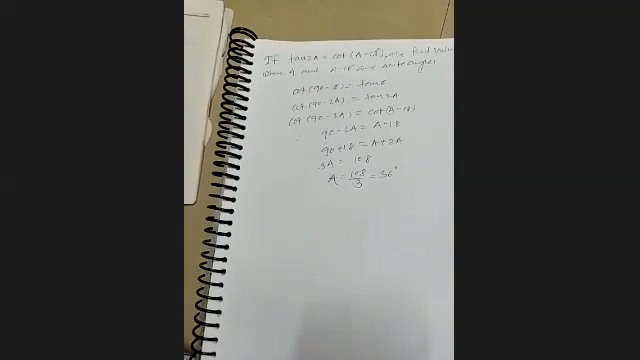 If tan2A = cot (A-18°), the find value
when A and A-18° are acute angles
cot (90-θ) = tanθ
cot (90-2A) = tan2A
cot (90-2A) = cot(A-18)
∴ 90-2A = A-18
90+18 = A+2A
3A = 108
A = 108/3 = 36°